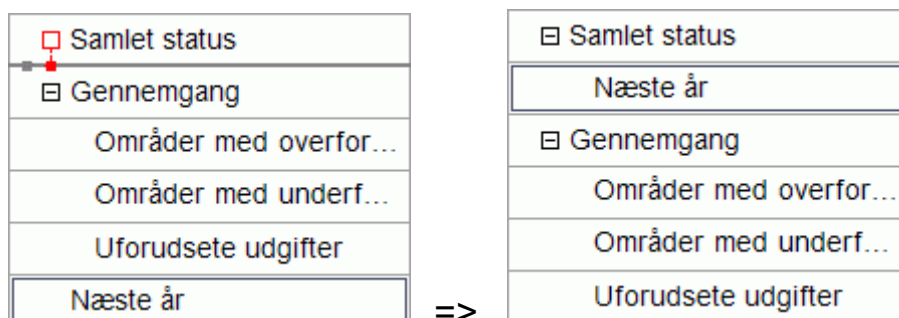 Samlet status
Gennemgang
Områder med overfor...
Områder med underf...
Uforudsete udgifter
Næste år
=>
Samlet status
Næste år
Gennemgang
Områder med overfor...
Områder med underf...
Uforudsete udgifter